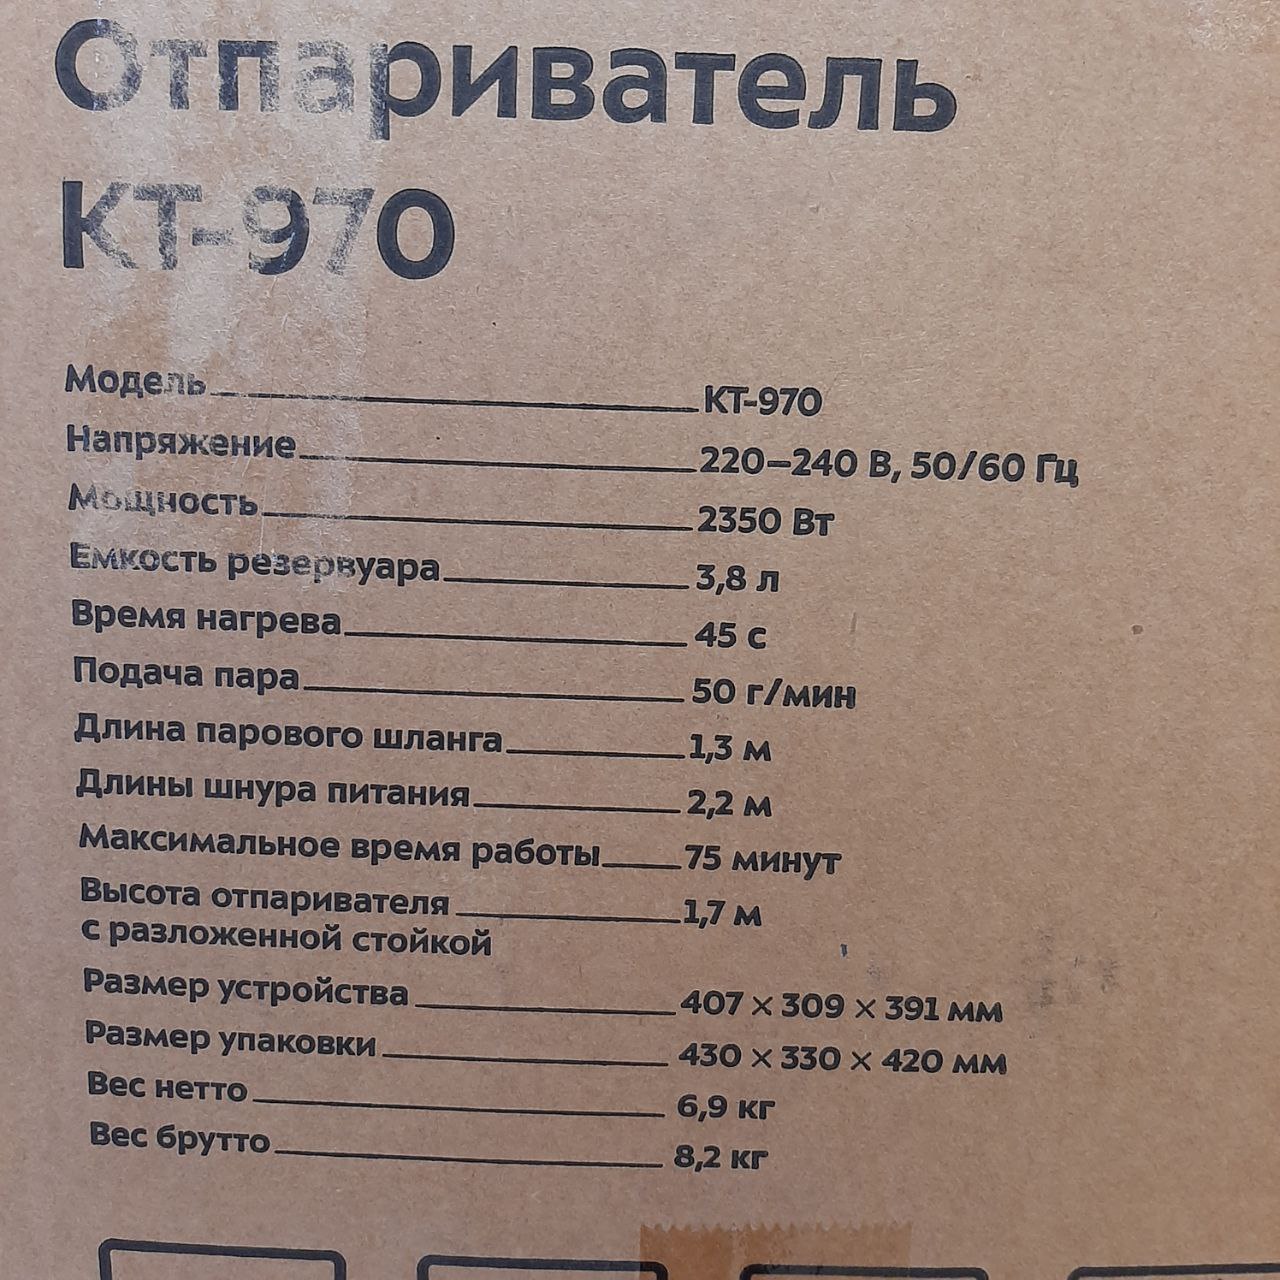 Отпариватель
КТ-970
Модель КТ-970
Напряжение 220–240 В, 50/60 Гц
Мощность 2350 Вт
Емкость резервуара 3,8 л
Время нагрева 45 с
Подача пара 50 г/мин
Длина парового шланга 1,3 м
Длины шнура питания 2,2 м
Максимальное время работы 75 минут
Высота отпаривателя 1,7 м
с разложенной стойкой
Размер устройства 407 × 309 × 391 мм
Размер упаковки 430 × 330 × 420 мм
Вес нетто 6,9 кг
Вес брутто 8,2 кг